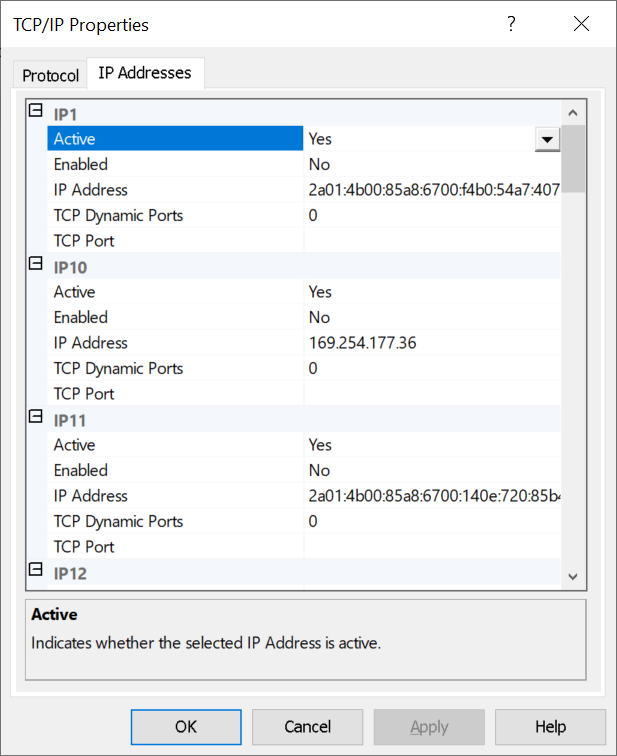 TCP/IP Properties ?
Protocol IP Addresses
IP1
Active Yes
Enabled No
IP Address 2a01:4b00:85a8:6700:f4b0:54a7:407
TCP Dynamic Ports 0
TCP Port
IP10
Active Yes
Enabled No
IP Address 169.254.177.36
TCP Dynamic Ports 0
TCP Port
IP11
Active Yes
Enabled No
IP Address 2a01:4b00:85a8:6700:140e:720:85b4
TCP Dynamic Ports 0
TCP Port
IP12
Active
Indicates whether the selected IP Address is active.
OK Cancel Apply Help